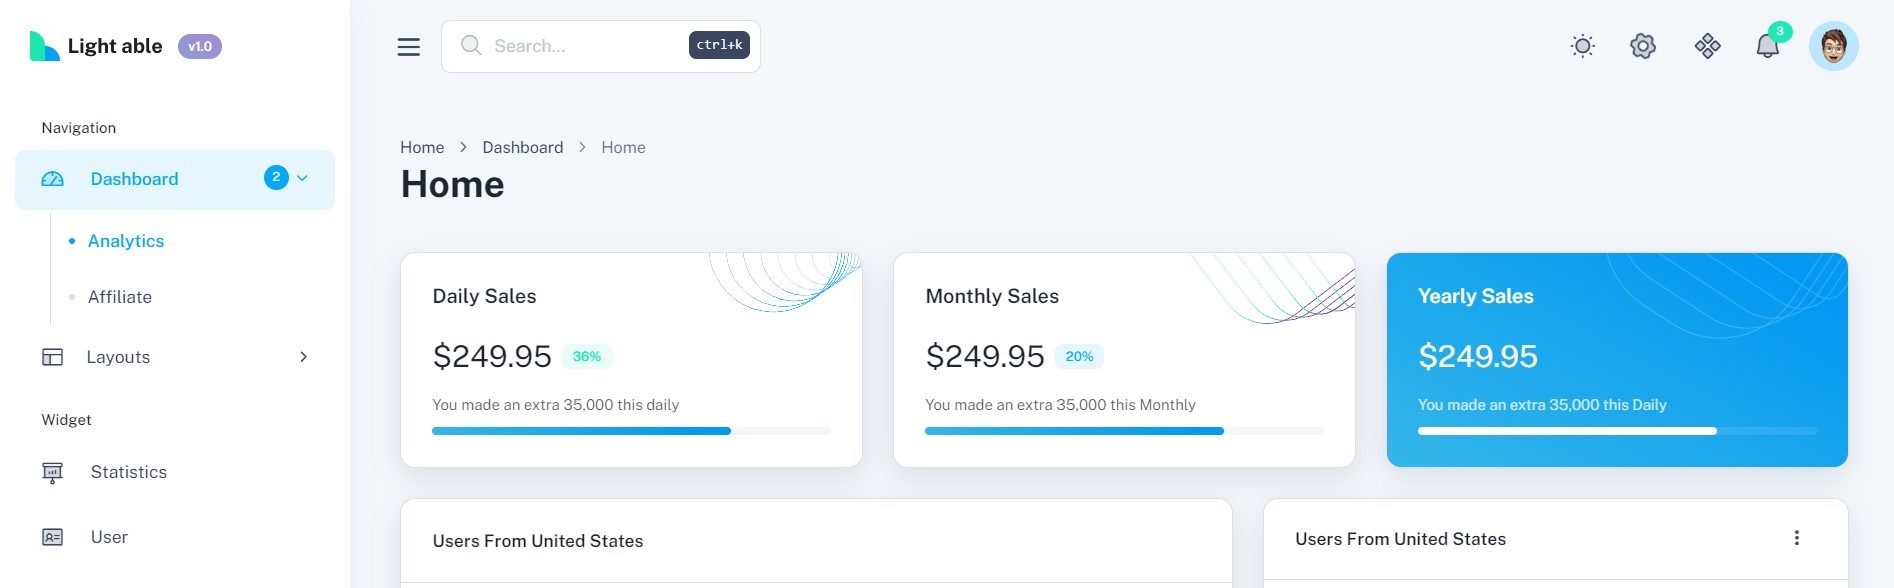 Light able v1.0
Search... ctrl+k
3
Navigation
Dashboard 2
Analytics
Affiliate
Layouts
Widget
Statistics
User
Home > Dashboard > Home
Home
Daily Sales
$249.95 36%
You made an extra 35,000 this daily
Monthly Sales
$249.95 20%
You made an extra 35,000 this Monthly
Yearly Sales
$249.95
You made an extra 35,000 this Daily
Users From United States
Users From United States